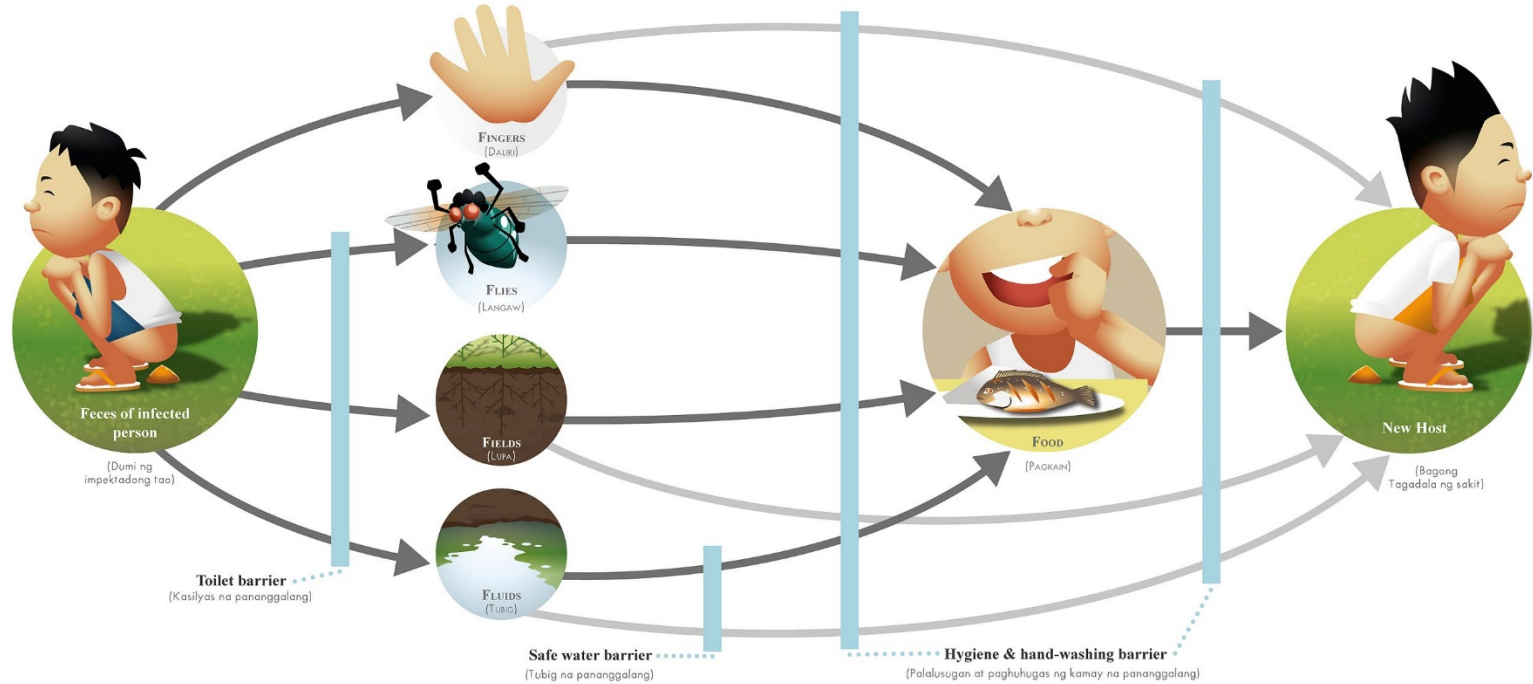 FINGERS
(DALIRI)
FLIES
(LANGAW)
Feces of infected
person
(Dumi ng
impektadong tao)
FIELDS
(LUPA)
FOOD
(PAGKAIN)
New Host
(Bagong
Tagadala ng sakit)
FLUIDS
(TUBIG)
Toilet barrier
(Kasilyas na pananggalang)
Safe water barrier
(Tubig na pananggalang)
Hygiene & hand-washing barrier
(Palalusugan at paghuhugas ng kamay na pananggalang)